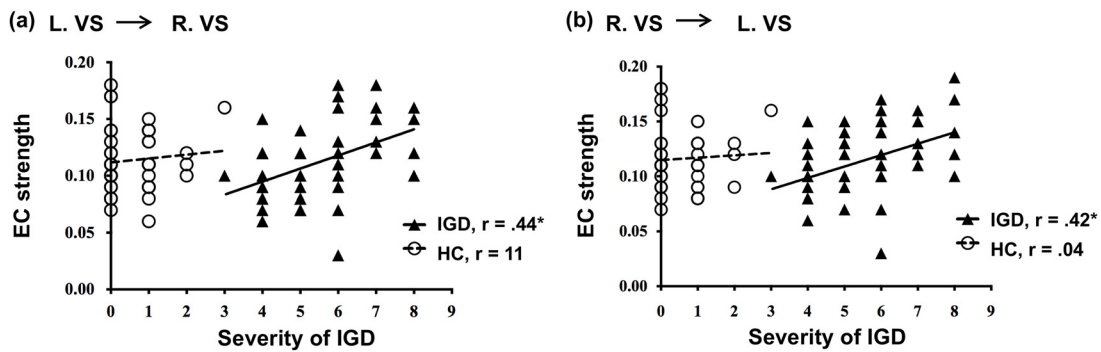 (a) L. VS → R. VS
0.20
0.15
0.10
0.05
0.00
EC strength
0 1 2 3 4 5 6 7 8 9
Severity of IGD
IGD, r = .44*
HC, r = 11
(b) R. VS → L. VS
0.20
0.15
0.10
0.05
0.00
EC strength
0 1 2 3 4 5 6 7 8 9
Severity of IGD
IGD, r = .42*
HC, r = .04